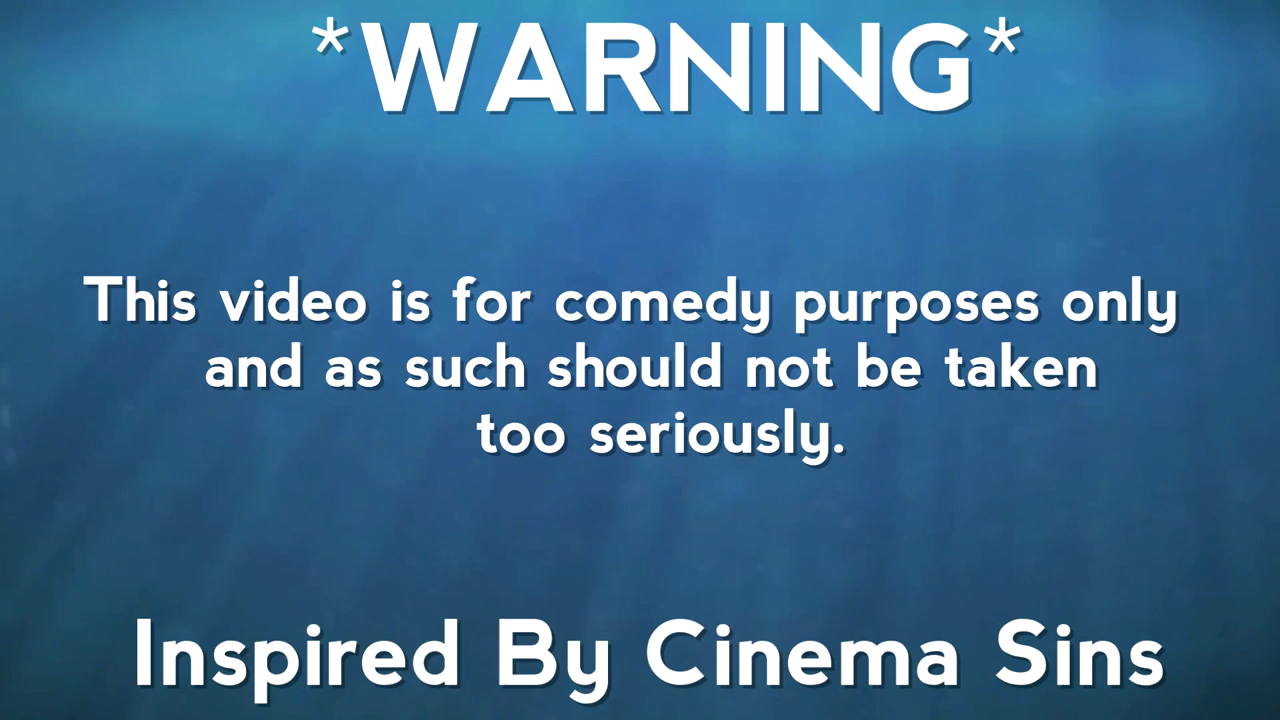 *WARNING*
This video is for comedy purposes only
and as such should not be taken
too seriously.
Inspired By Cinema Sins